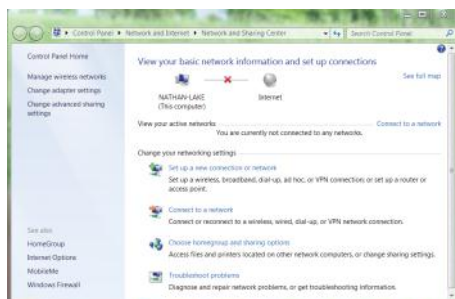 Control Panel ▸ Network and Internet ▸ Network and Sharing Center
Search Control Panel
Control Panel Home
Manage wireless networks
Change adapter settings
Change advanced sharing
settings
See also
HomeGroup
Internet Options
MobileMe
Windows Firewall
View your basic network information and set up connections
See full map
NATHAN-LAKE
(This computer)
Internet
View your active networks
Connect to a network
You are currently not connected to any networks.
Change your networking settings
Set up a new connection or network
Set up a wireless, broadband, dial-up, ad hoc, or VPN connection; or set up a router or
access point.
Connect to a network
Connect or reconnect to a wireless, wired, dial-up, or VPN network connection.
Choose homegroup and sharing options
Access files and printers located on other network computers, or change sharing settings.
Troubleshoot problems
Diagnose and repair network problems, or get troubleshooting information.